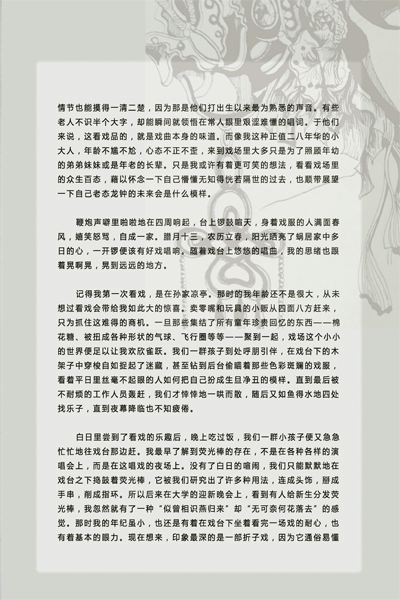 情节也能摸得一清二楚，因为那是他们打出生以来最为熟悉的声音。有些
老人不识半个大字，却能瞬间就领悟在常人眼里艰涩难懂的唱词。于他们
来说，这看戏品的，就是戏曲本身的味道。而像我这种正值二八年华的小
大人，年龄不尴不尬，心态不正不歪，来到戏场里大多只是为了照顾年幼
的弟弟妹妹或是年老的长辈。只是我或许有着更可笑的想法，看看戏场里
的众生百态，藉以怀念一下自己懵懂无知得恍若隔世的过去，也顺带展望
一下自己老态龙钟的未来会是什么模样。
鞭炮声噼里啪啦地在四周响起，台上锣鼓喧天，身着戏服的人满面春
风，嬉笑怒骂，自成一家。腊月十三，农历立春，阳光晒亮了蜗居家中多
日的心，一开锣便该有好戏唱响。随着戏台上悠悠的唱曲，我的思绪也跟
着晃啊晃，晃到远远的地方。
记得我第一次看戏，是在孙家凉亭。那时的我年龄还不是很大，从未
想过看戏会带给我如此大的惊喜。卖零嘴和玩具的小贩从四面八方赶来，
只为抓住这难得的商机。一旦那些集结了所有童年珍贵回忆的东西——棉
花糖、被扭成各种形状的气球、飞行圈等等——聚到一起，戏场这个小小
的世界便足以让我欢欣雀跃。我们一群孩子到处呼朋引伴，在戏台下的木
架子中穿梭自如捉起了迷藏，甚至钻到后台偷瞄着那些色彩斑斓的戏服，
看着平日里丝毫不起眼的人如何把自己扮成生旦净丑的模样。直到最后被
不耐烦的工作人员轰赶，我们才悻悻地一哄而散，随后又如鱼得水地四处
找乐子，直到夜幕降临也不知疲倦。
白日里尝到了看戏的乐趣后，晚上吃过饭，我们一群小孩子便又急急
忙忙地往戏台那边赶。我最早了解到荧光棒的存在，不是在各种各样的演
唱会上，而是在这唱戏的夜场上。没有了白日的喧闹，我们只能默默地在
戏台之下捣鼓着荧光棒，它被我们研究出了许多种用法，连成头饰，掰成
手串，削成指环。所以后来在大学的迎新晚会上，看到有人给新生分发荧
光棒，我忽然就有了一种“似曾相识燕归来”却“无可奈何花落去”的感
觉。那时我的年纪虽小，也还是有着在戏台下坐着看完一场戏的耐心，也
有着基本的眼力。现在想来，印象最深的是一部折子戏，因为它通俗易懂